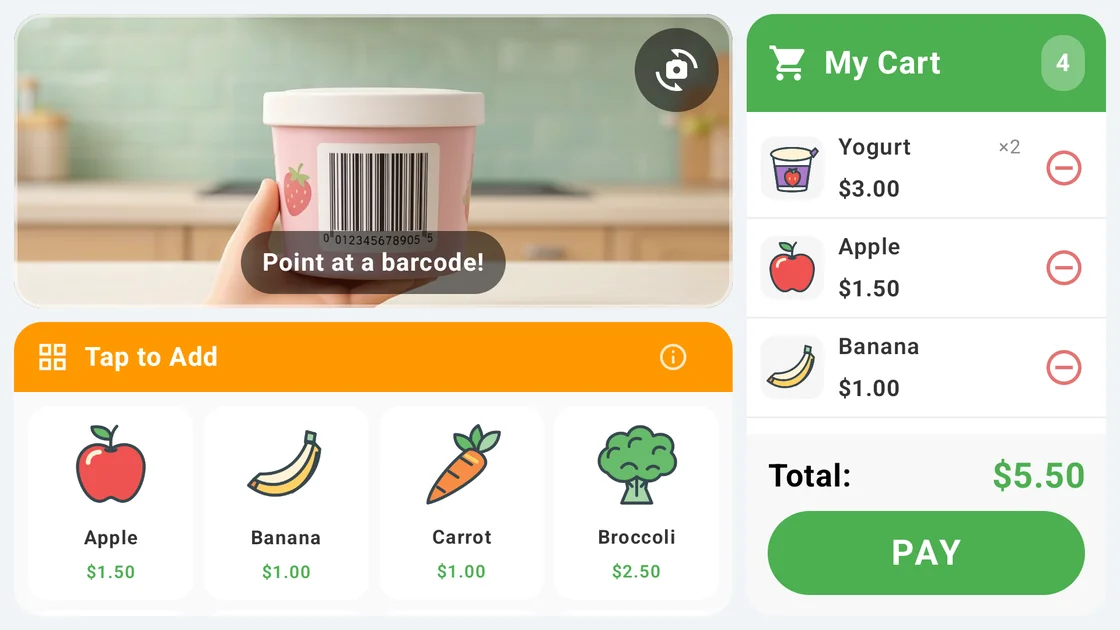 0 012345678905 5
Point at a barcode!
Tap to Add
Apple
$1.50
Banana
$1.00
Carrot
$1.00
Broccoli
$2.50
My Cart
4
Yogurt
×2
$3.00
Apple
$1.50
Banana
$1.00
Total:
$5.50
PAY